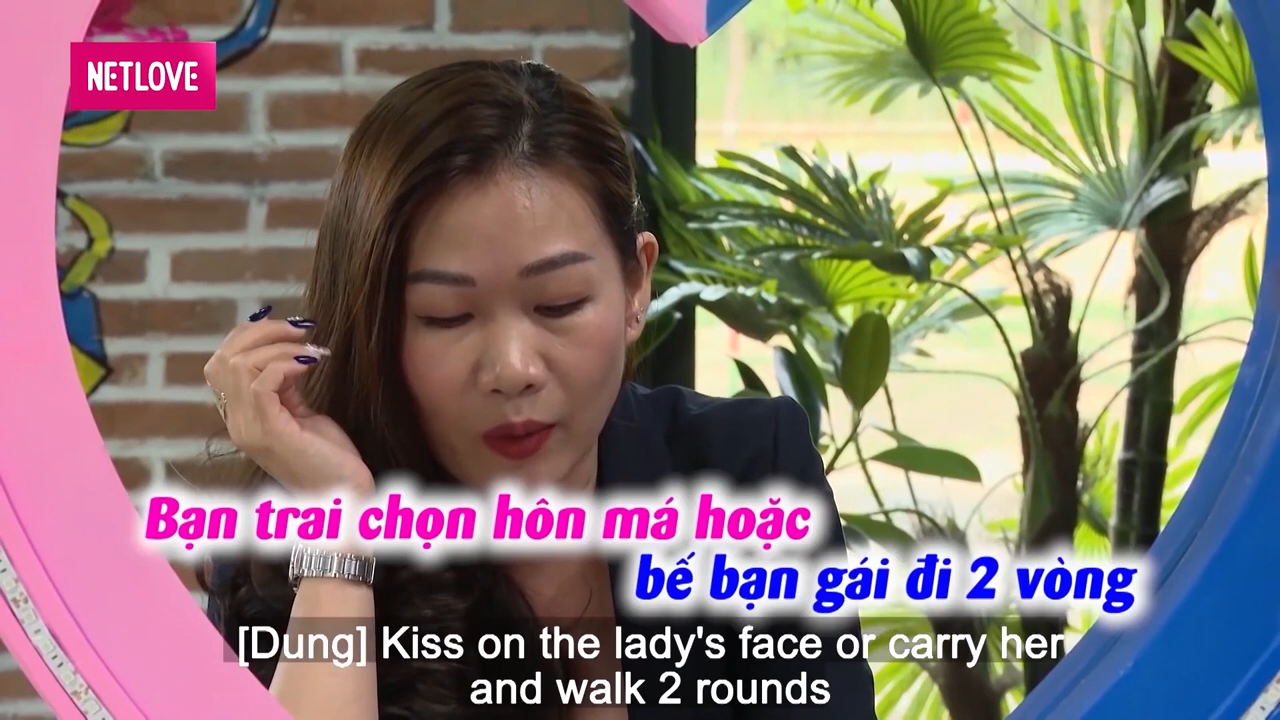 NETLOVE
Bạn trai chọn hôn má hoặc
bế bạn gái đi 2 vòng
[Dung] Kiss on the lady's face or carry her
and walk 2 rounds